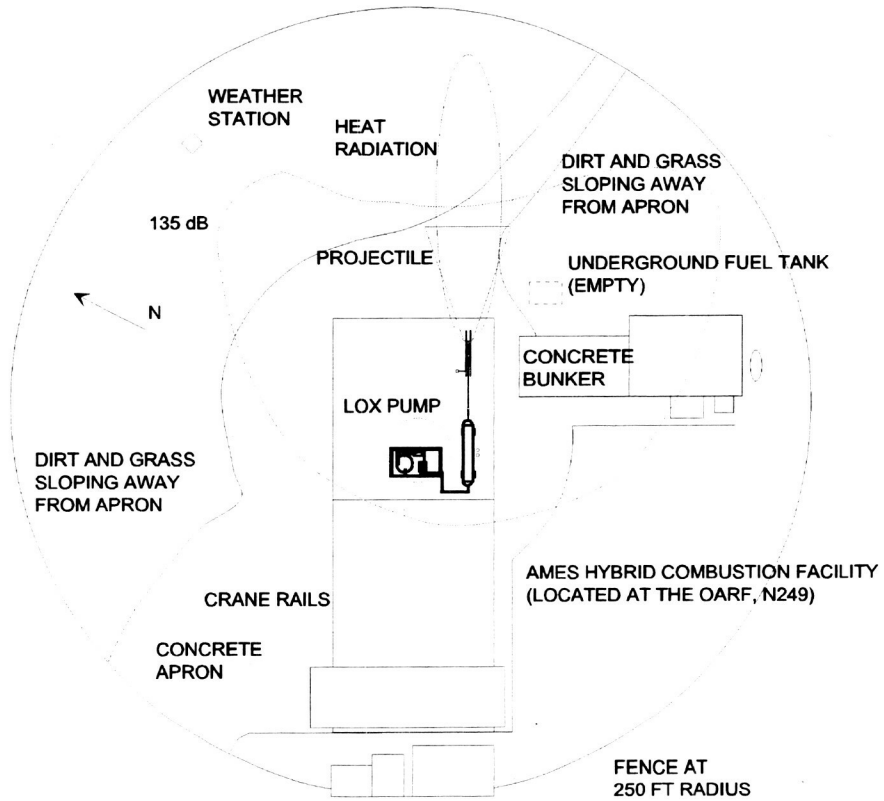 WEATHER
STATION
HEAT
RADIATION
DIRT AND GRASS
SLOPING AWAY
FROM APRON
135 dB
PROJECTILE
UNDERGROUND FUEL TANK
(EMPTY)
N
CONCRETE
BUNKER
LOX PUMP
DIRT AND GRASS
SLOPING AWAY
FROM APRON
AMES HYBRID COMBUSTION FACILITY
(LOCATED AT THE OARF, N249)
CRANE RAILS
CONCRETE
APRON
FENCE AT
250 FT RADIUS